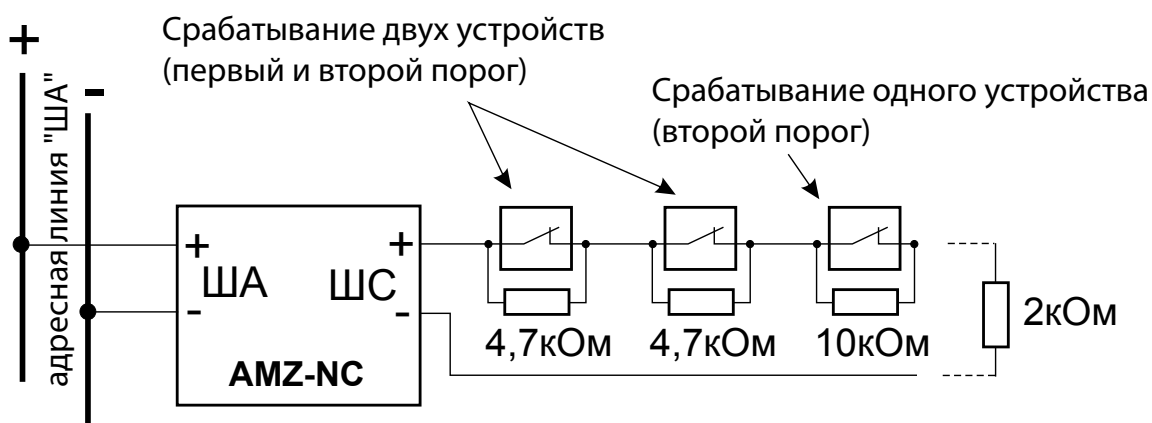 +
-
адресная линия "ША"
Срабатывание двух устройств
(первый и второй порог)
Срабатывание одного устройства
(второй порог)
+
ША
-
+
ШС
-
AMZ-NC
4,7кОм
4,7кОм
10кОм
2кОм